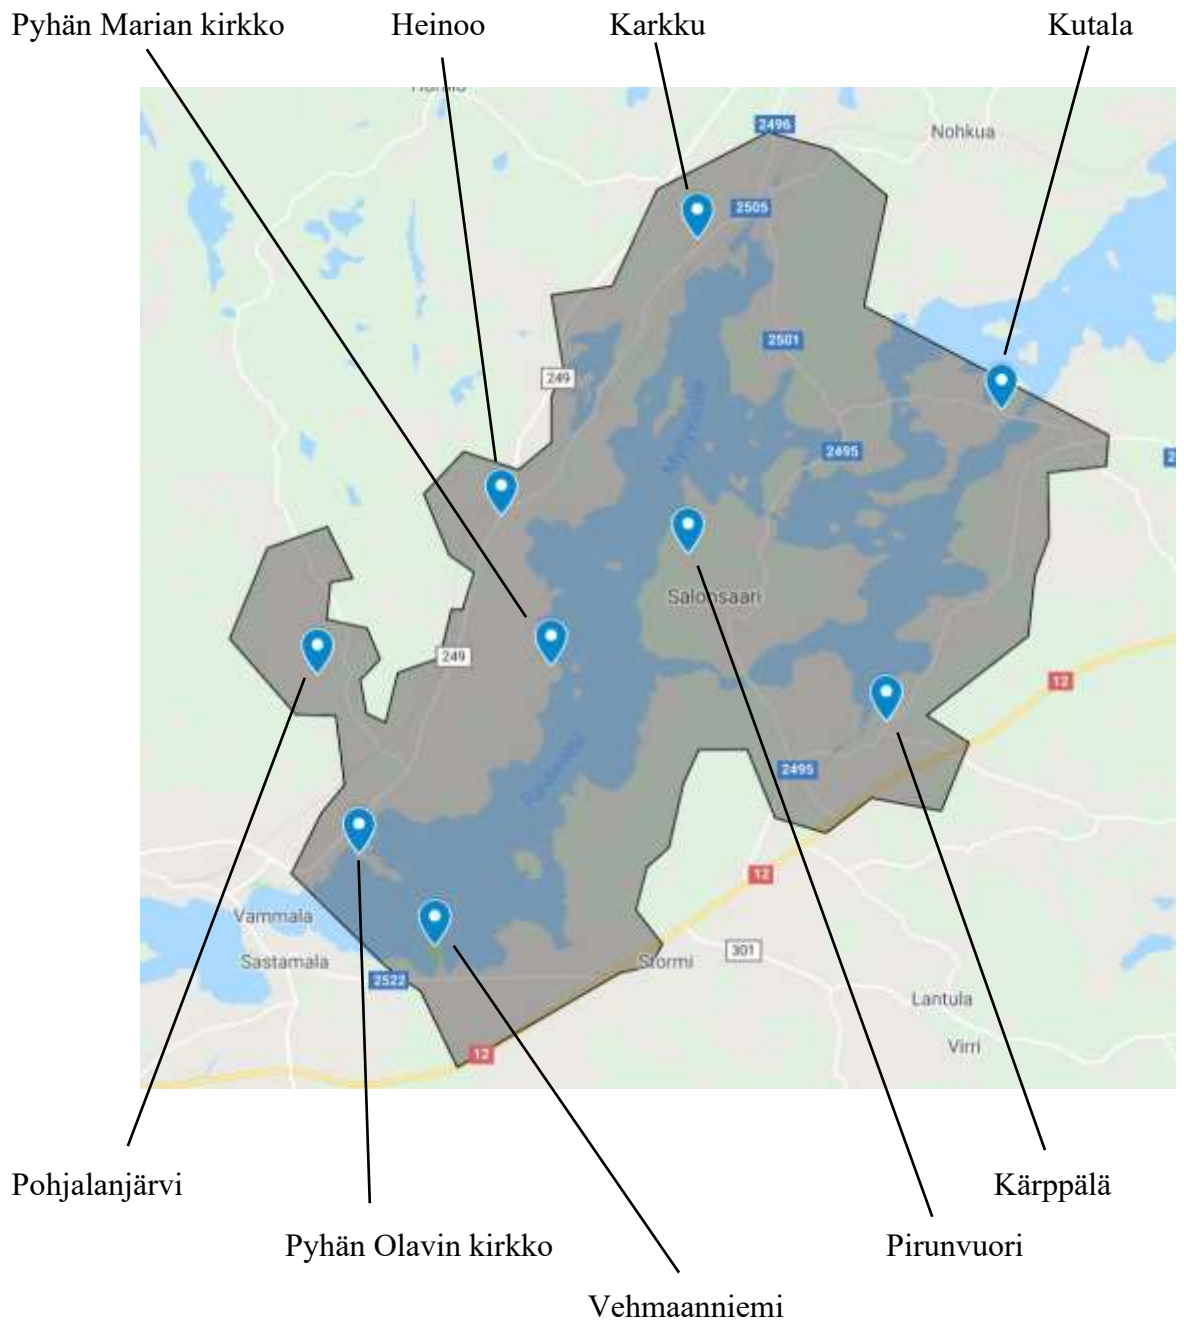 Pyhän Marian kirkko
Heinoo
Karkku
Kutala
2496
Nohkua
2505
2501
249
2495
Salonsaari
249
12
Rautavesi
2495
12
Vammala
Sastamala
2522
Stormi
301
Lantula
Virri
12
Pohjalanjärvi
Kärppälä
Pyhän Olavin kirkko
Pirunvuori
Vehmaanniemi